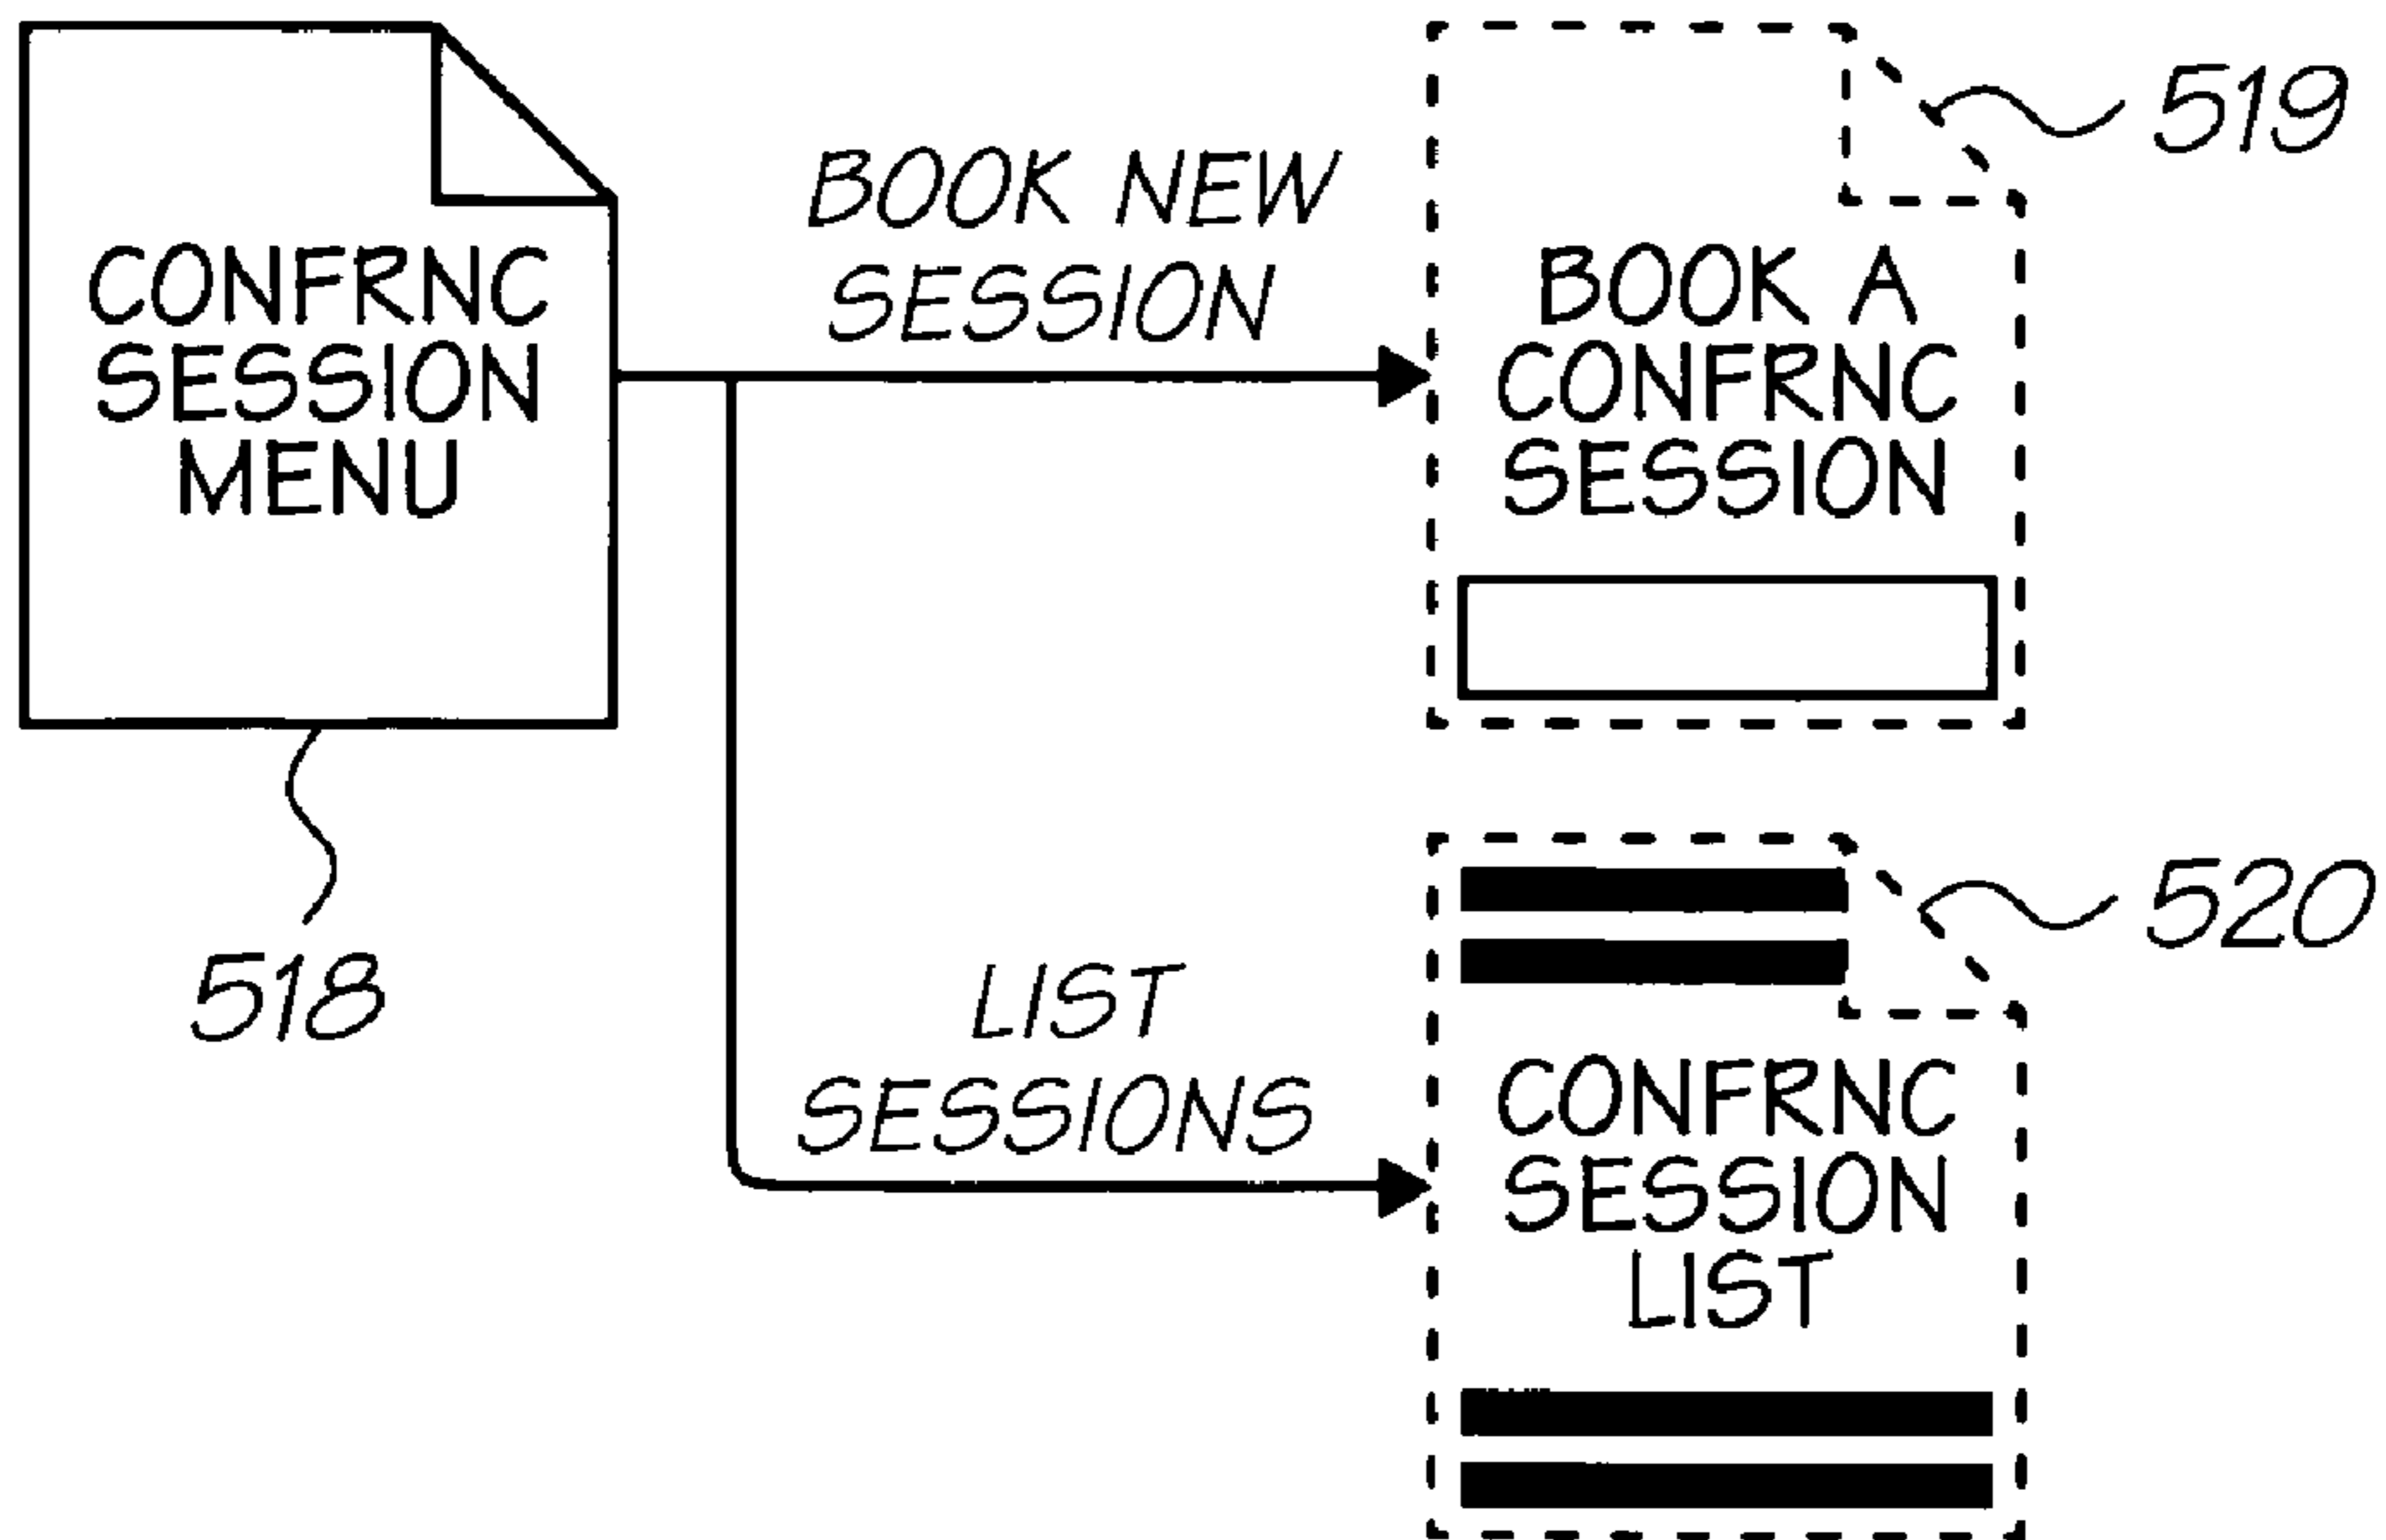 CONFRNC
SESSION
MENU
518
BOOK NEW
SESSION
BOOK A
CONFRNC
SESSION
519
LIST
SESSIONS
CONFRNC
SESSION
LIST
520